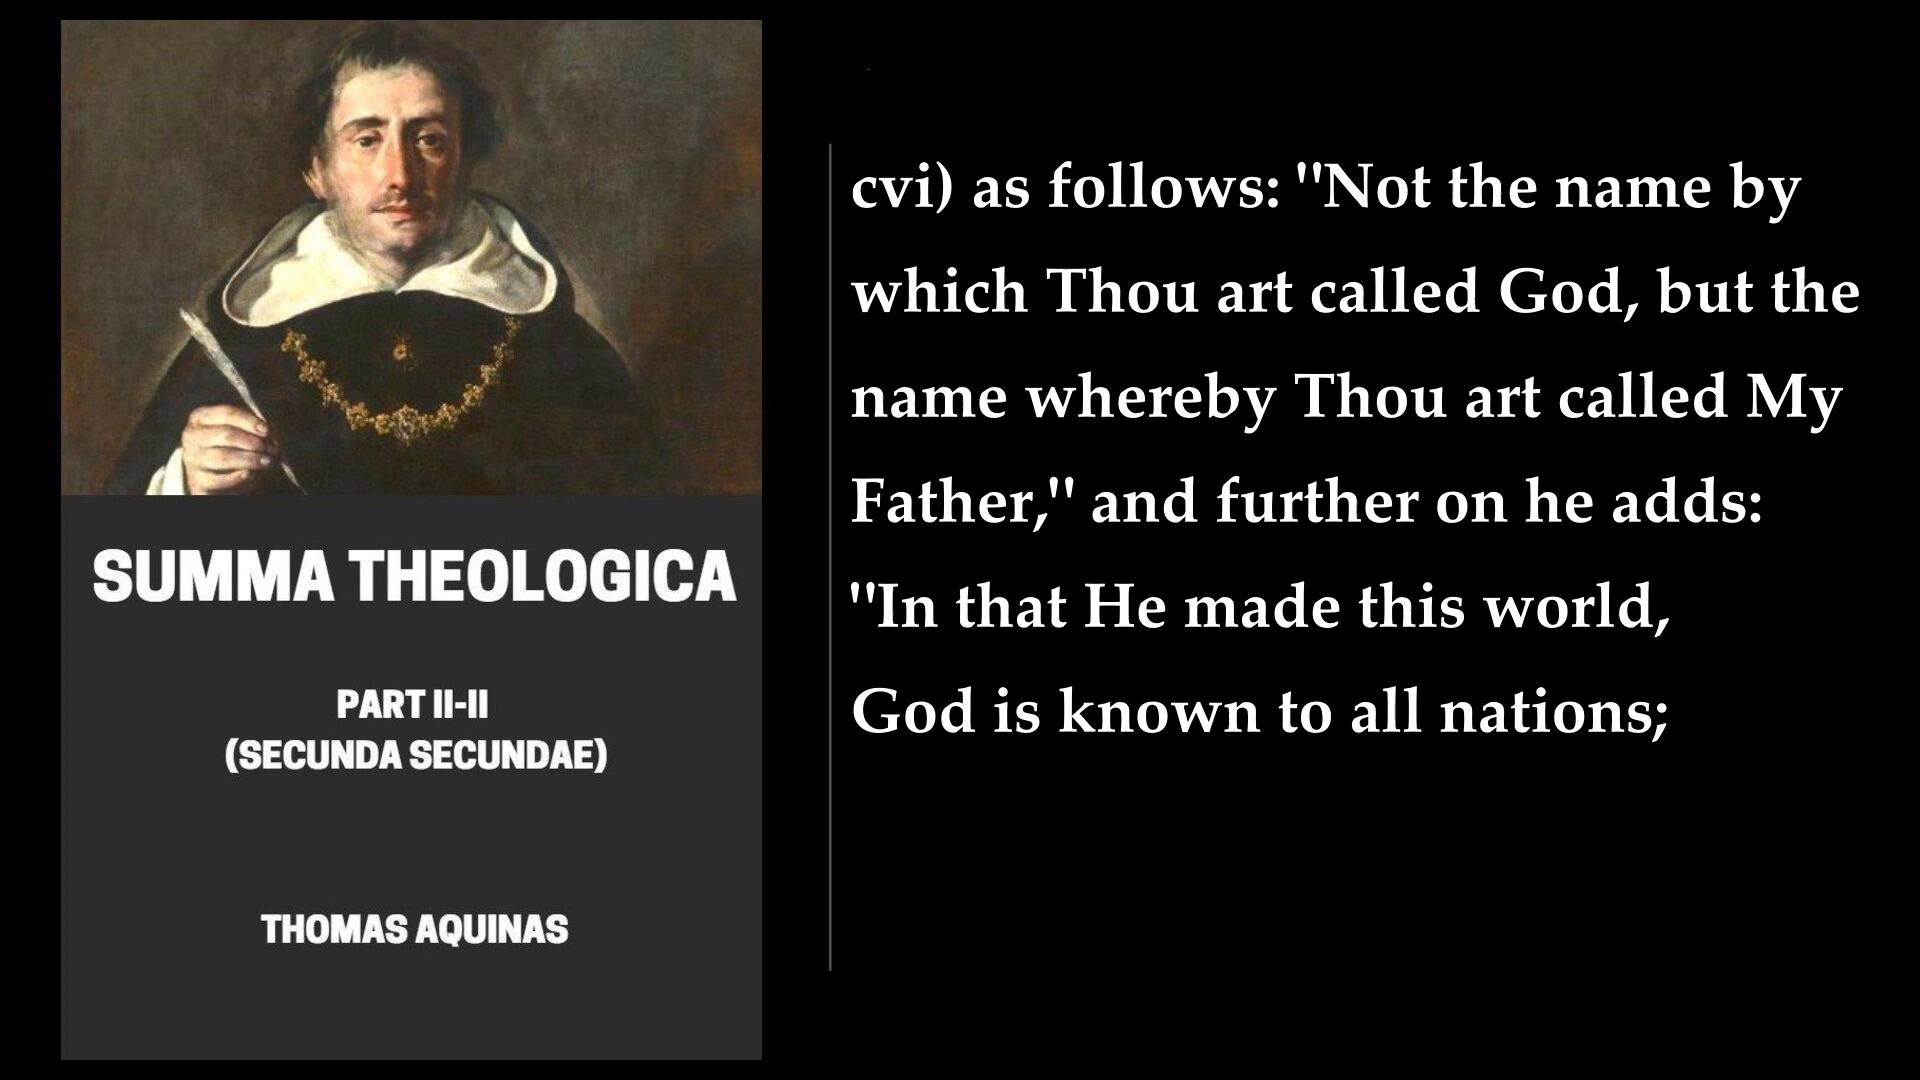 SUMMA THEOLOGICA
PART II-II
(SECUNDA SECUNDAE)
THOMAS AQUINAS
cvi) as follows: "Not the name by
which Thou art called God, but the
name whereby Thou art called My
Father," and further on he adds:
"In that He made this world,
God is known to all nations;